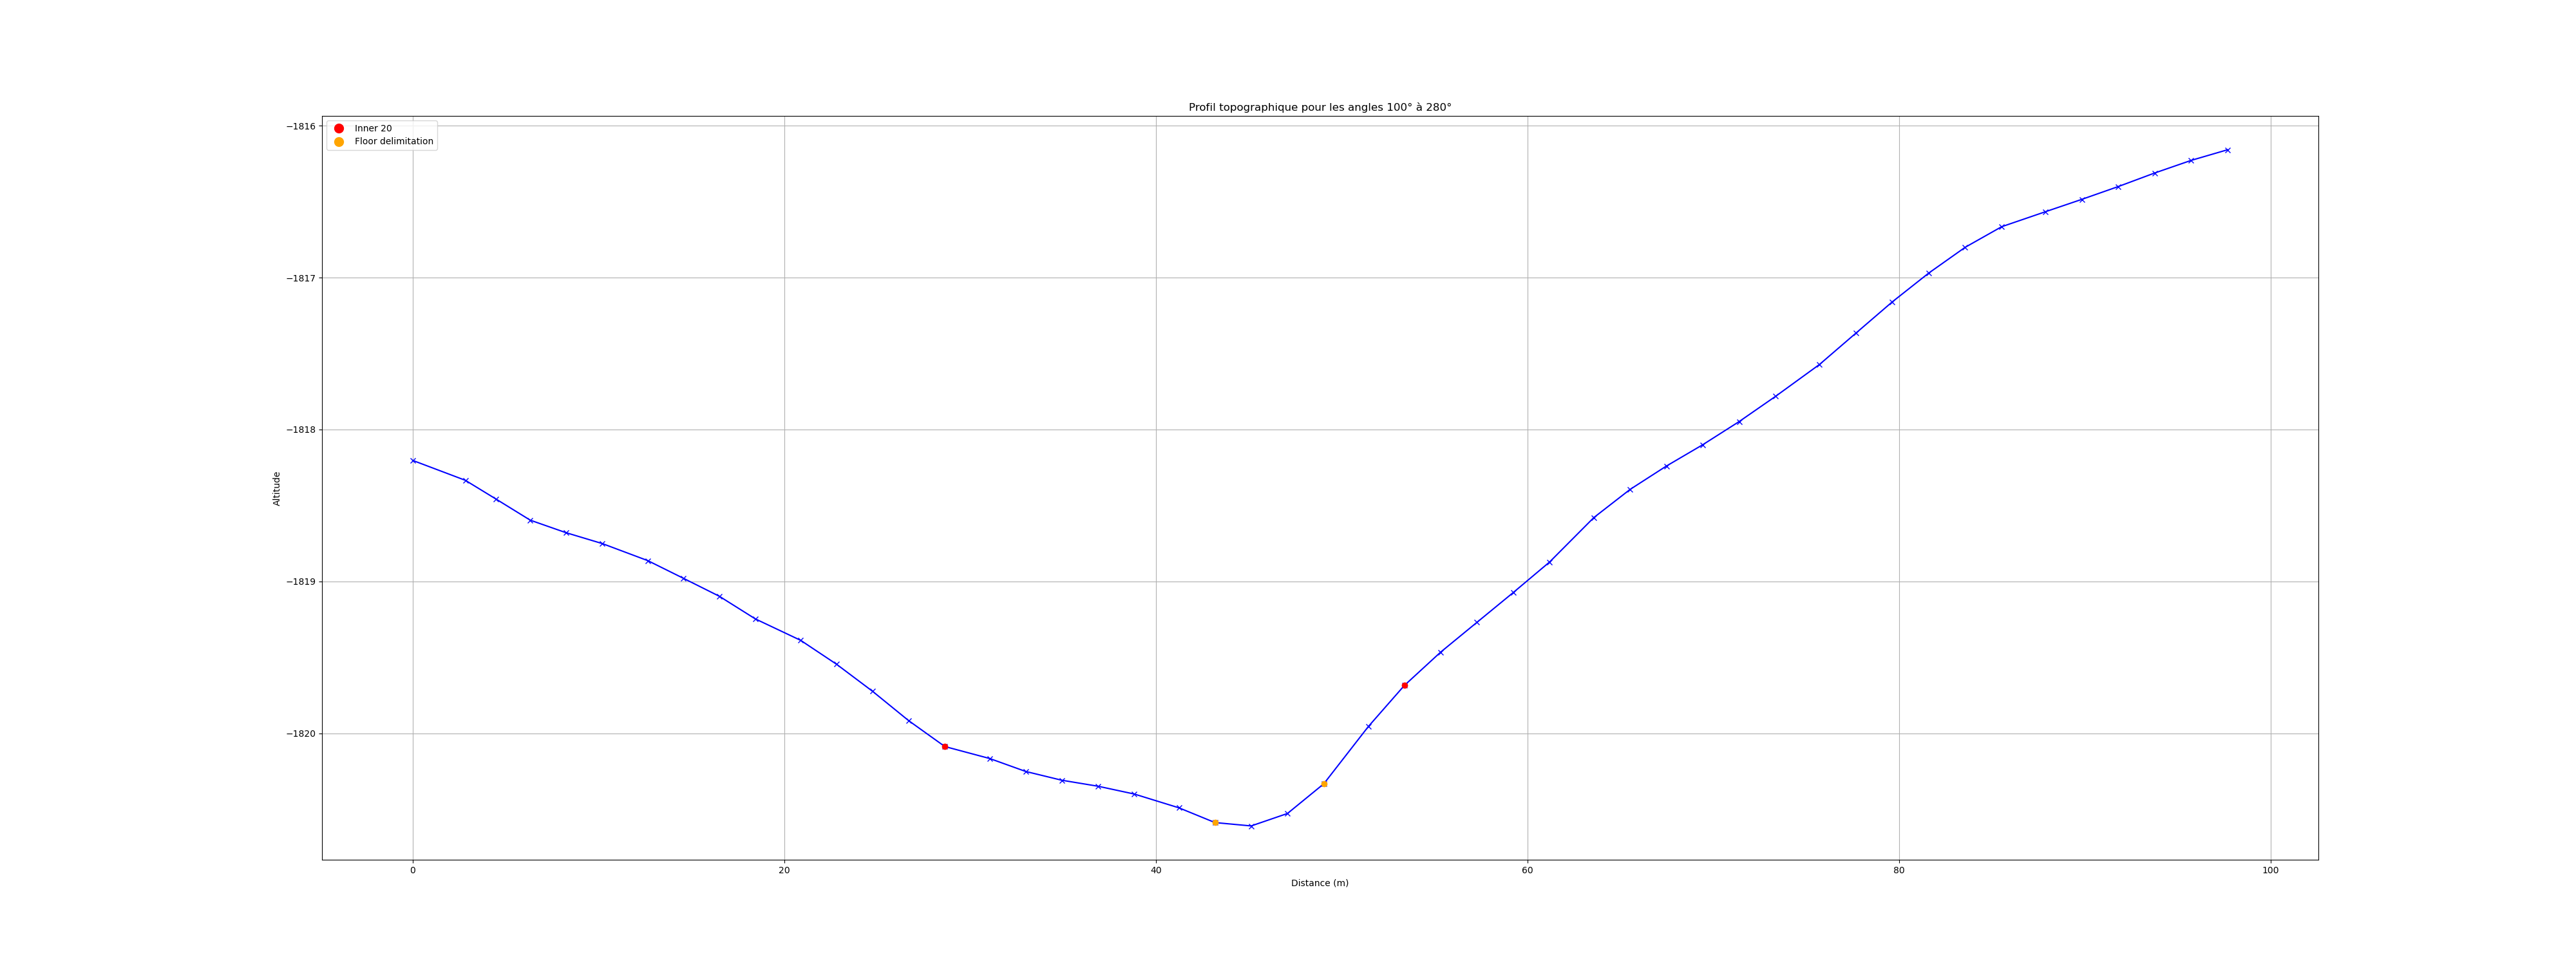 Profil topographique pour les angles 100° à 280°
Inner 20
Floor delimitation
Altitude
−1816
−1817
−1818
−1819
−1820
0 20 40 60 80 100
Distance (m)